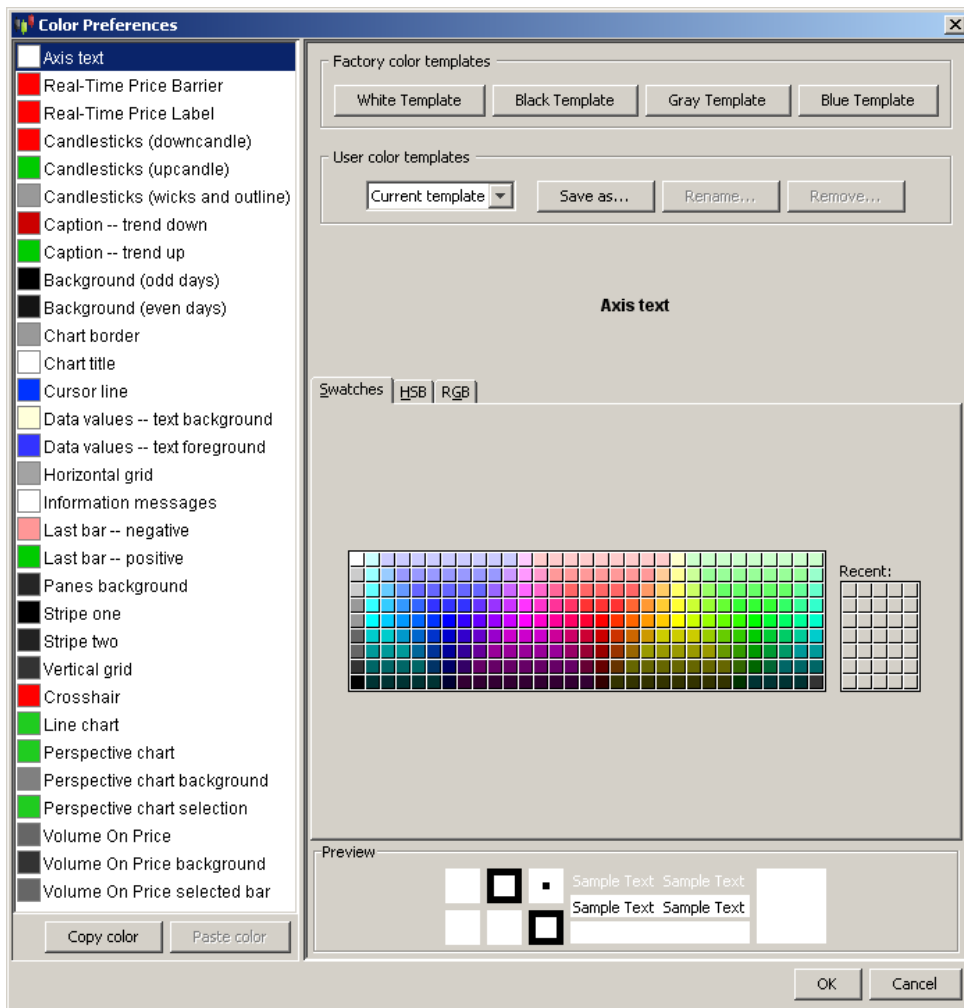 Color Preferences
Axis text
Real-Time Price Barrier
Real-Time Price Label
Candlesticks (downcandle)
Candlesticks (upcandle)
Candlesticks (wicks and outline)
Caption -- trend down
Caption -- trend up
Background (odd days)
Background (even days)
Chart border
Chart title
Cursor line
Data values -- text background
Data values -- text foreground
Horizontal grid
Information messages
Last bar -- negative
Last bar -- positive
Panes background
Stripe one
Stripe two
Vertical grid
Crosshair
Line chart
Perspective chart
Perspective chart background
Perspective chart selection
Volume On Price
Volume On Price background
Volume On Price selected bar
Copy color Paste color
Factory color templates
White Template Black Template Gray Template Blue Template
User color templates
Current template Save as... Rename... Remove...
Axis text
Swatches HSB RGB
Recent:
Preview
Sample Text Sample Text
Sample Text Sample Text
OK Cancel